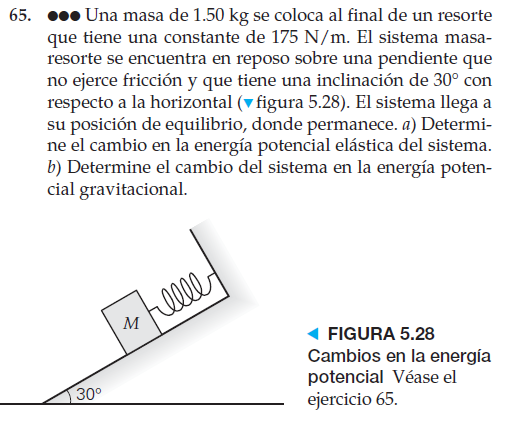 65. ●●● Una masa de 1.50 kg se coloca al final de un resorte
que tiene una constante de 175 N/m. El sistema masa-
resorte se encuentra en reposo sobre una pendiente que
no ejerce fricción y que tiene una inclinación de 30° con
respecto a la horizontal (▼figura 5.28). El sistema llega a
su posición de equilibrio, donde permanece. a) Determi-
ne el cambio en la energía potencial elástica del sistema.
b) Determine el cambio del sistema en la energía poten-
cial gravitacional.
M
30°
◀ FIGURA 5.28
Cambios en la energía
potencial Véase el
ejercicio 65.